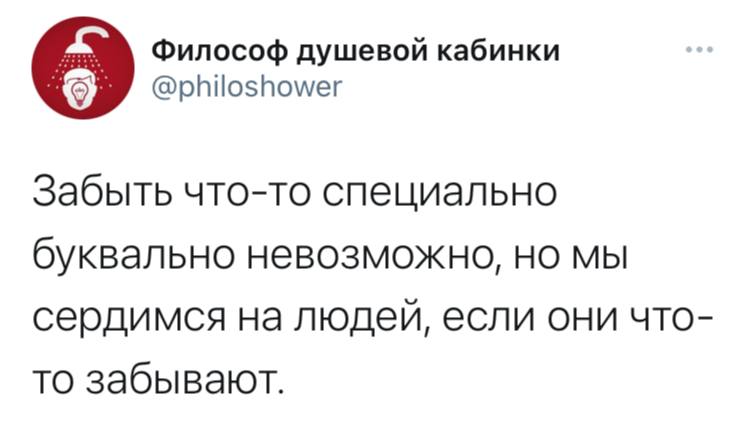 Философ душевой кабинки
@philoshower
Забыть что-то специально
буквально невозможно, но мы
сердимся на людей, если они что-
то забывают.